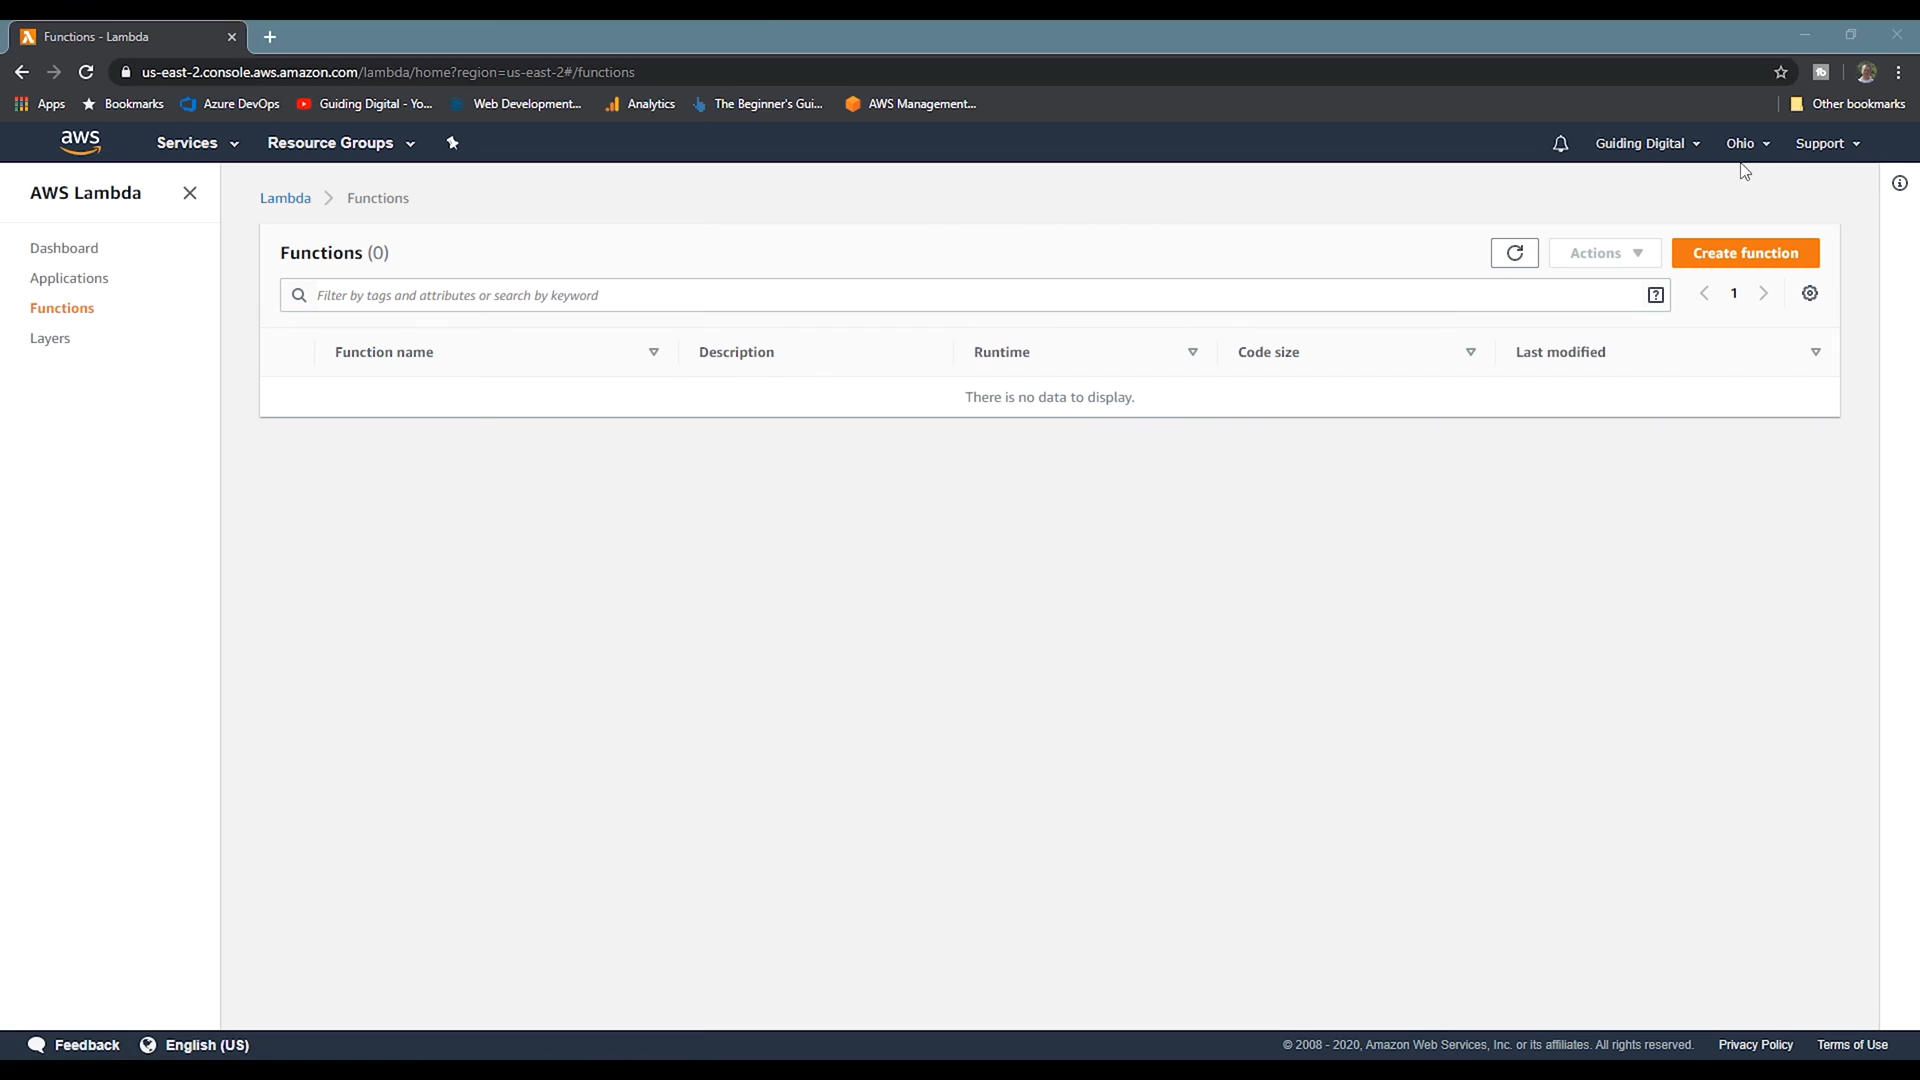 Functions - Lambda
us-east-2.console.aws.amazon.com/lambda/home?region=us-east-2#/functions
Apps Bookmarks Azure DevOps Guiding Digital - Yo... Web Development... Analytics The Beginner's Gui... AWS Management... Other bookmarks
aws Services Resource Groups Guiding Digital Ohio Support
AWS Lambda
Dashboard
Applications
Functions
Layers
Lambda Functions
Functions (0) Actions Create function
Filter by tags and attributes or search by keyword ? 1
Function name Description Runtime Code size Last modified
There is no data to display.
Feedback English (US) © 2008 - 2020, Amazon Web Services, Inc. or its affiliates. All rights reserved. Privacy Policy Terms of Use